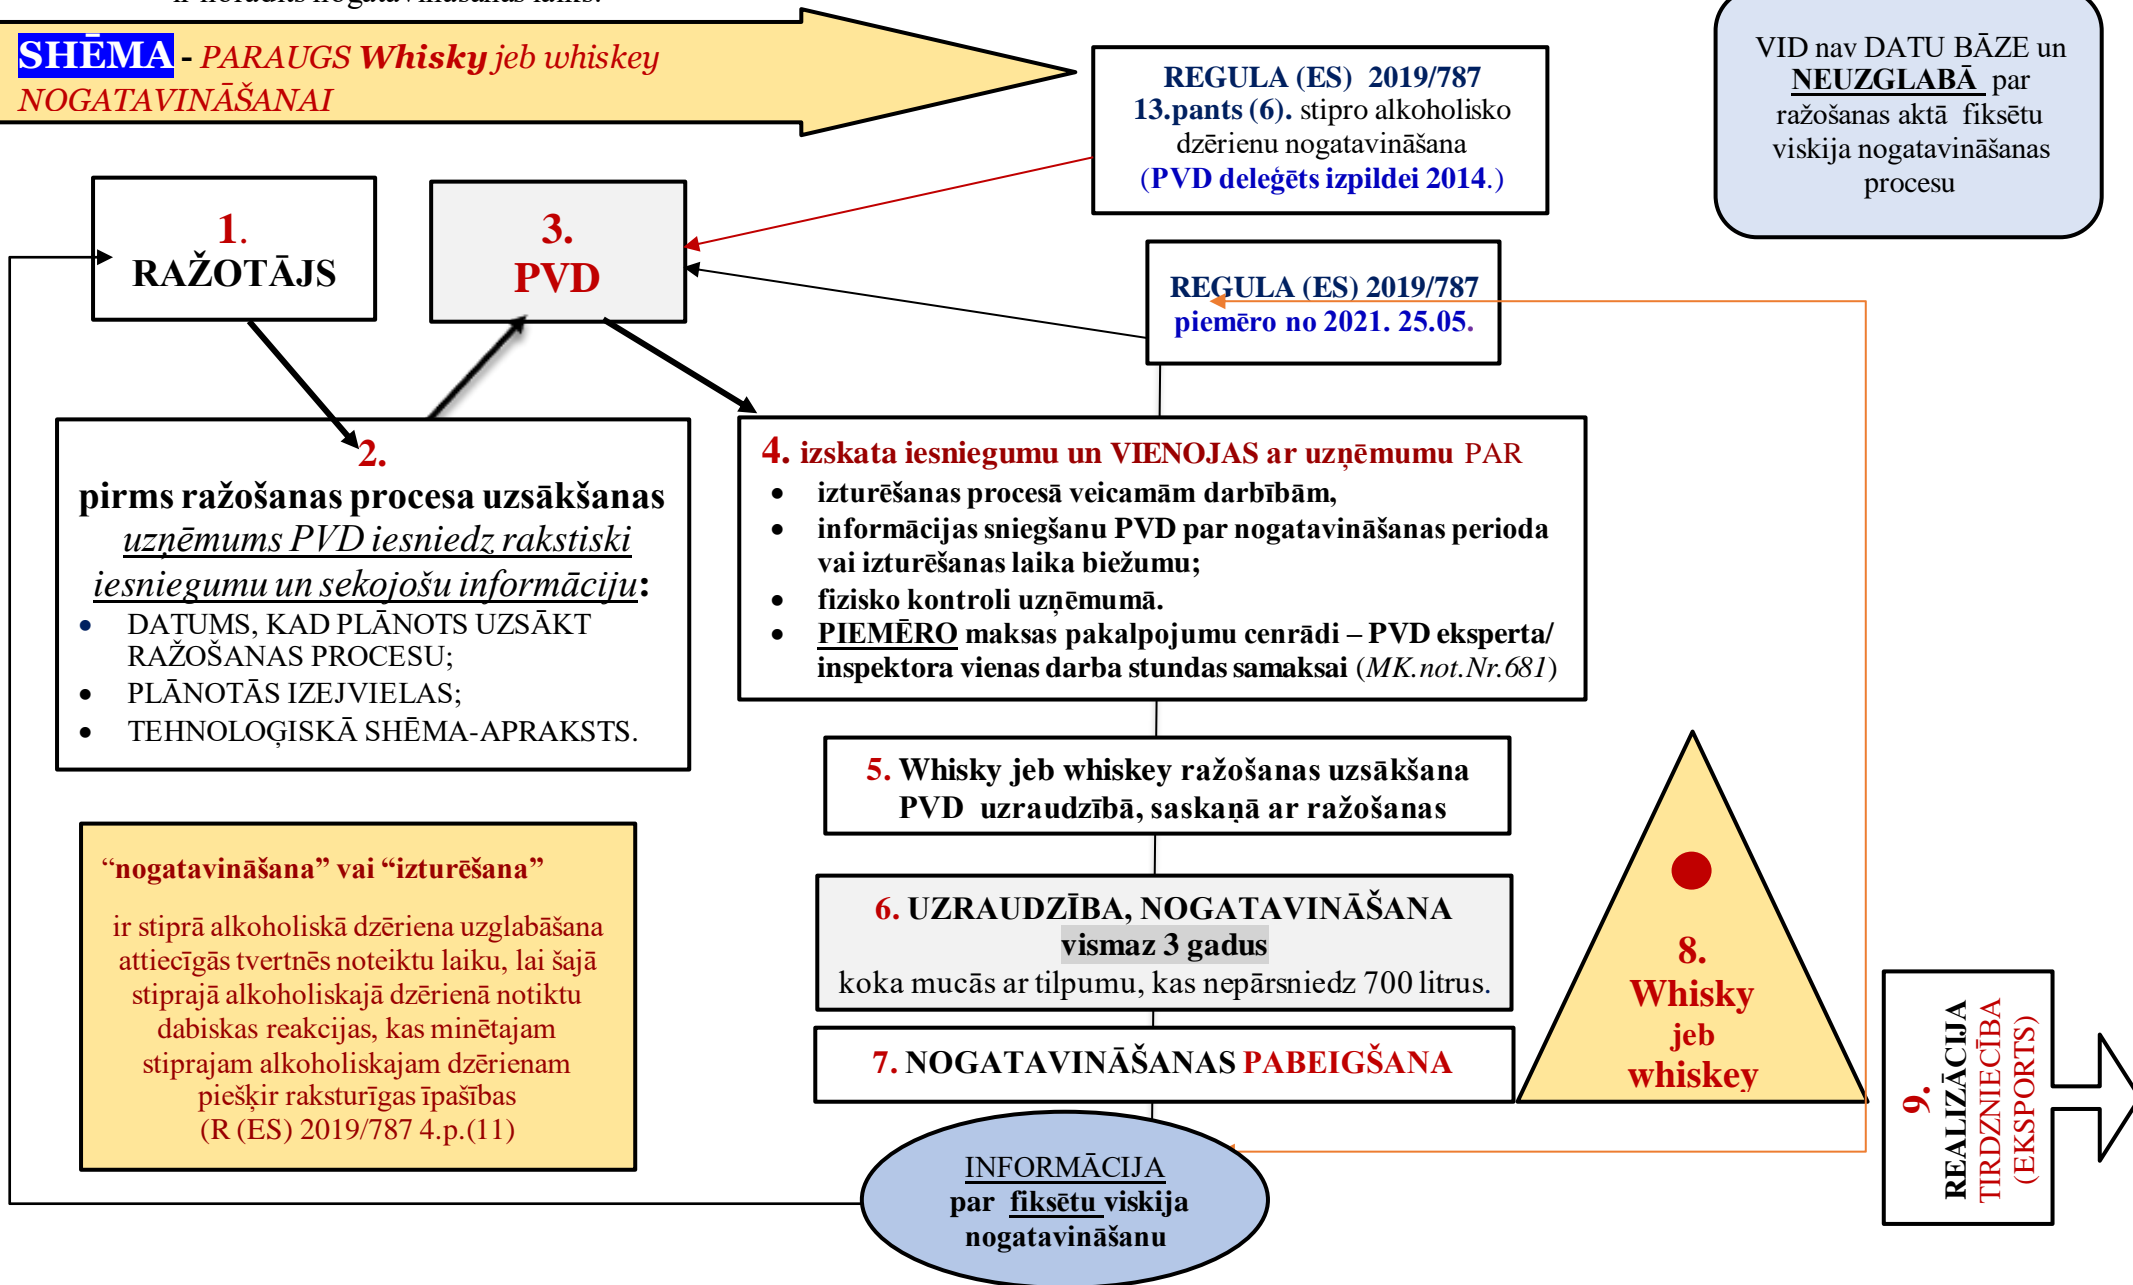 ir norādīts nogatavināšanas laiks.
SHĒMA - PARAUGS Whisky jeb whiskey
NOGATAVINĀŠANAI
REGULA (ES) 2019/787
13.pants (6). stipro alkoholisko
dzērienu nogatavināšana
(PVD deleģēts izpildei 2014.)
VID nav DATU BĀZE un
NEUZGLABĀ par
ražošanas aktā fiksētu
viskija nogatavināšanas
procesu
1.
RAŽOTĀJS
3.
PVD
REGULA (ES) 2019/787
piemēro no 2021. 25.05.
2.
pirms ražošanas procesa uzsākšanas
uzņēmums PVD iesniedz rakstiski
iesniegumu un sekojošu informāciju:
• DATUMS, KAD PLĀNOTS UZSĀKT
RAŽOŠANAS PROCESU;
• PLĀNOTĀS IZEJVIELAS;
• TEHNOLOĢISKĀ SHĒMA-APRAKSTS.
4. izskata iesniegumu un VIENOJAS ar uzņēmumu PAR
• izturēšanas procesā veicamām darbībām,
• informācijas sniegšanu PVD par nogatavināšanas perioda
vai izturēšanas laika biežumu;
• fizisko kontroli uzņēmumā.
• PIEMĒRO maksas pakalpojumu cenrādi – PVD eksperta/
inspektora vienas darba stundas samaksai (MK.not.Nr.681)
5. Whisky jeb whiskey ražošanas uzsākšana
PVD uzraudzībā, saskaņā ar ražošanas
“nogatavināšana” vai “izturēšana”
ir stiprā alkoholiskā dzēriena uzglabāšana
attiecīgās tvertnēs noteiktu laiku, lai šajā
stiprajā alkoholiskajā dzērienā notiktu
dabiskas reakcijas, kas minētajam
stiprajam alkoholiskajam dzērienam
piešķir raksturīgas īpašības
(R (ES) 2019/787 4.p.(11)
6. UZRAUDZĪBA, NOGATAVINĀŠANA
vismaz 3 gadus
koka mucās ar tilpumu, kas nepārsniedz 700 litrus.
7. NOGATAVINĀŠANAS PABEIGŠANA
8.
Whisky
jeb
whiskey
9.
REALIZĀCIJA
TIRDZNIECĪBA
(EKSPORTS)
INFORMĀCIJA
par fiksētu viskija
nogatavināšanu